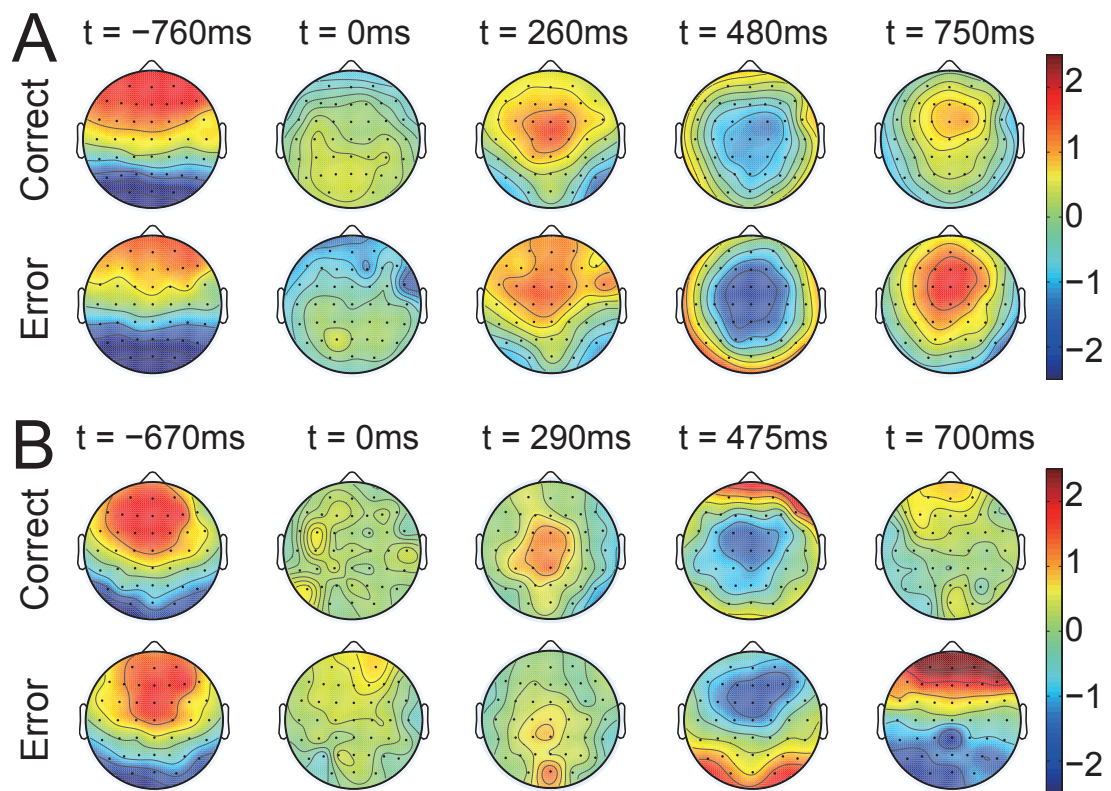 A
t = −760ms t = 0ms t = 260ms t = 480ms t = 750ms
Correct
Error
2
1
0
−1
−2
B
t = −670ms t = 0ms t = 290ms t = 475ms t = 700ms
Correct
Error
2
1
0
−1
−2